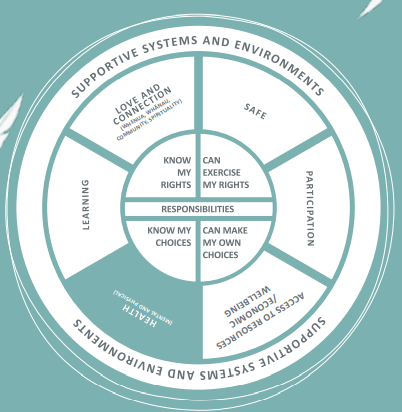 SUPPORTIVE SYSTEMS AND ENVIRONMENTS
LOVE AND
CONNECTION
(WHENUA, WHĀNAU,
COMMUNITY, SPIRITUALITY)
SAFE
LEARNING
KNOW
MY
RIGHTS
CAN
EXERCISE
MY RIGHTS
PARTICIPATION
RESPONSIBILITIES
KNOW MY
CHOICES
CAN MAKE
MY OWN
CHOICES
HEALTH
(MENTAL AND PHYSICAL)
ACCESS TO RESOURCES
/ECONOMIC
WELLBEING
SUPPORTIVE SYSTEMS AND ENVIRONMENTS